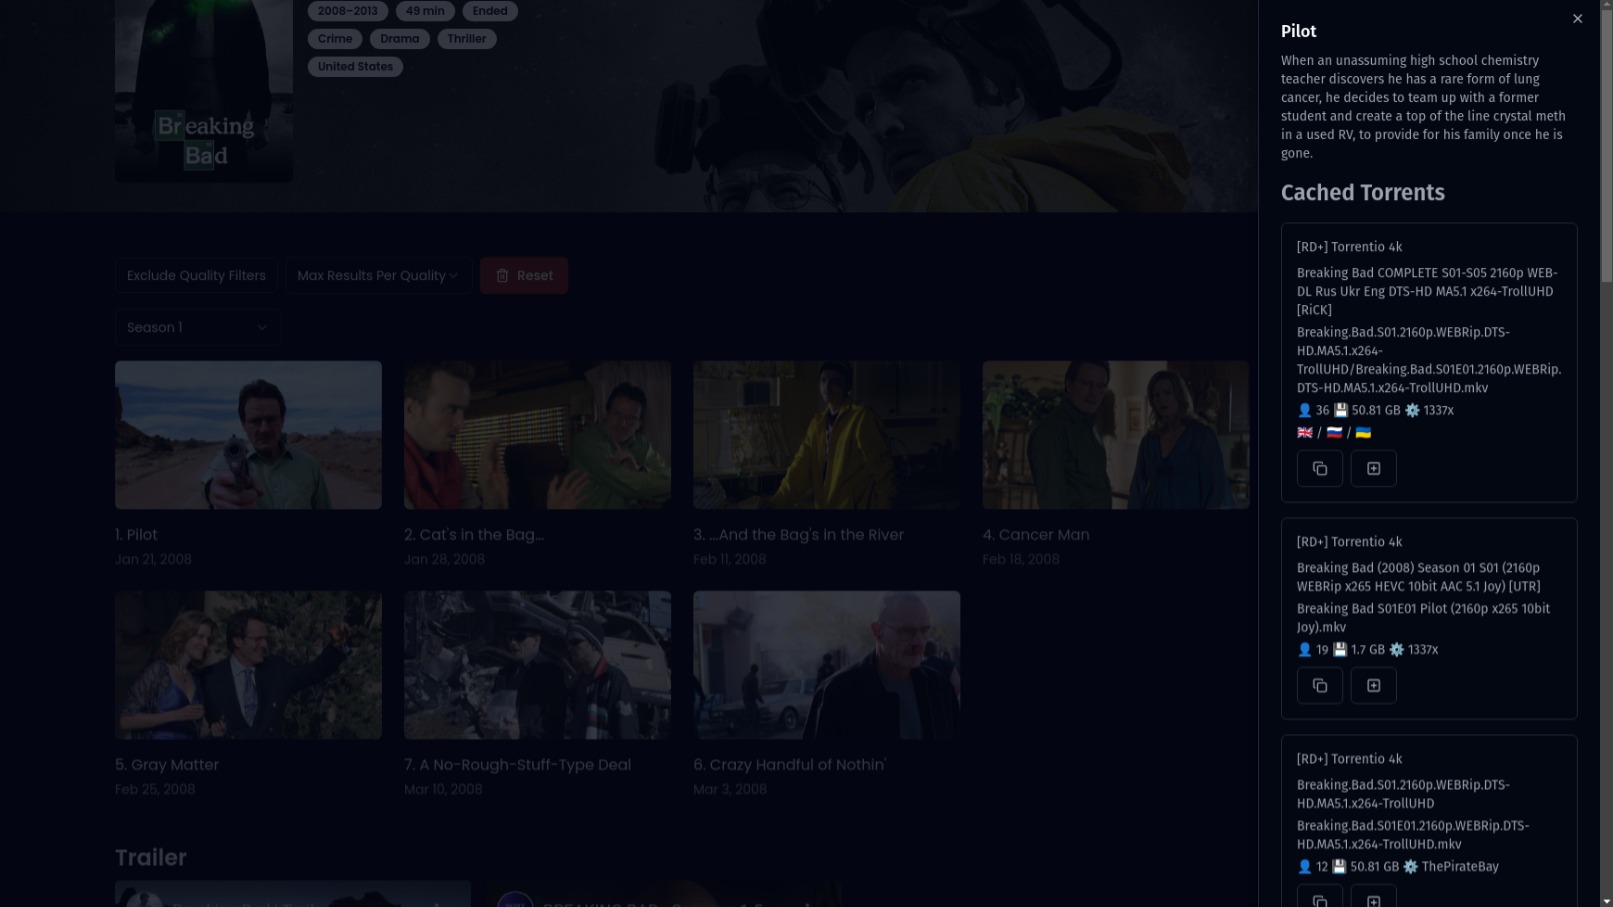 2008–2013
49 min
Ended
Crime
Drama
Thriller
United States
Breaking
Bad
Exclude Quality Filters
Max Results Per Quality
Reset
Season 1
1. Pilot
Jan 21, 2008
2. Cat's in the Bag...
Jan 28, 2008
3. ...And the Bag's in the River
Feb 11, 2008
4. Cancer Man
Feb 18, 2008
5. Gray Matter
Feb 25, 2008
7. A No-Rough-Stuff-Type Deal
Mar 10, 2008
6. Crazy Handful of Nothin'
Mar 3, 2008
Trailer
Pilot
When an unassuming high school chemistry
teacher discovers he has a rare form of lung
cancer, he decides to team up with a former
student and create a top of the line crystal meth
in a used RV, to provide for his family once he is
gone.
Cached Torrents
[RD+] Torrentio 4k
Breaking Bad COMPLETE S01-S05 2160p WEB-
DL Rus Ukr Eng DTS-HD MA5.1 x264-TrollUHD
[RiCK]
Breaking.Bad.S01.2160p.WEBRip.DTS-
HD.MA5.1.x264-
TrollUHD/Breaking.Bad.S01E01.2160p.WEBRip.
DTS-HD.MA5.1.x264-TrollUHD.mkv
👤 36 💾 50.81 GB ⚙️ 1337x
🇬🇧 / 🇷🇺 / 🇺🇦
[RD+] Torrentio 4k
Breaking Bad (2008) Season 01 S01 (2160p
WEBRip x265 HEVC 10bit AAC 5.1 Joy) [UTR]
Breaking Bad S01E01 Pilot (2160p x265 10bit
Joy).mkv
👤 19 💾 1.7 GB ⚙️ 1337x
[RD+] Torrentio 4k
Breaking.Bad.S01.2160p.WEBRip.DTS-
HD.MA5.1.x264-TrollUHD
Breaking.Bad.S01E01.2160p.WEBRip.DTS-
HD.MA5.1.x264-TrollUHD.mkv
👤 12 💾 50.81 GB ⚙️ ThePirateBay